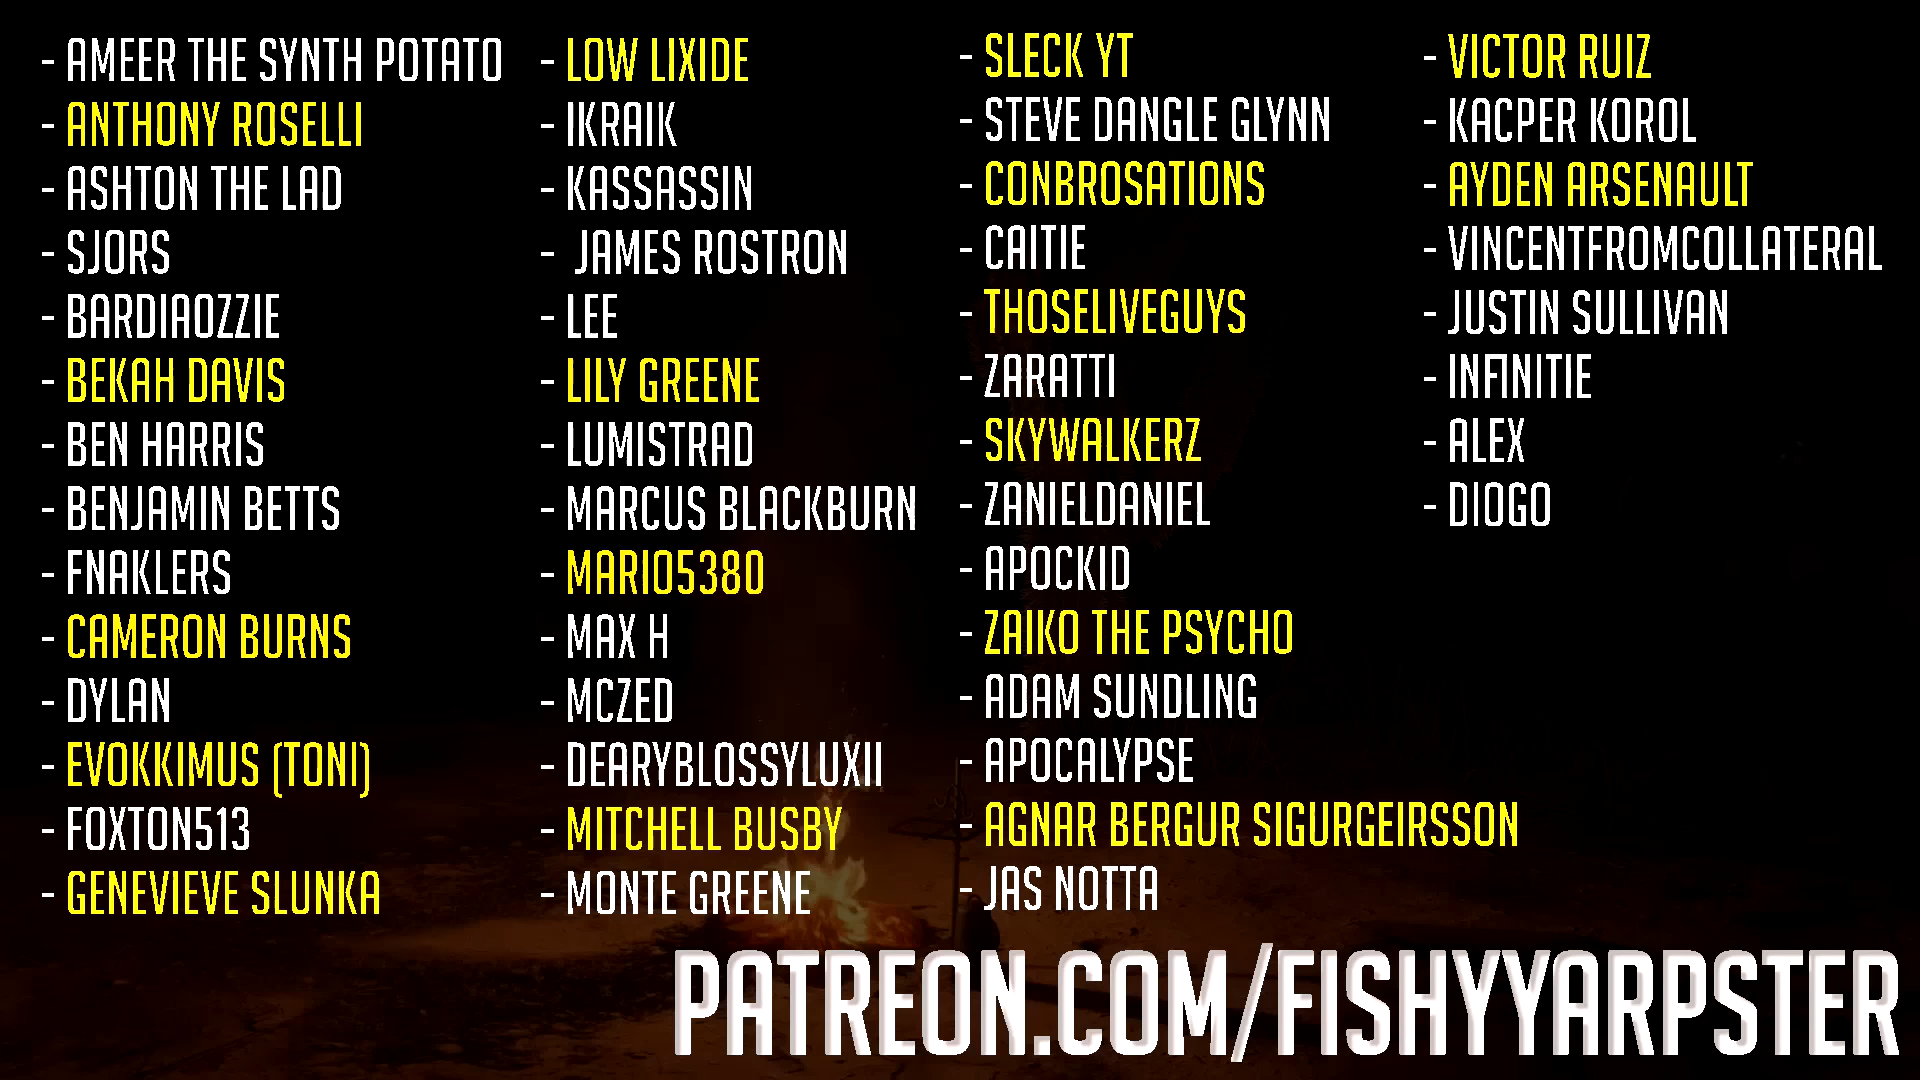 - AMEER THE SYNTH POTATO
- ANTHONY ROSELLI
- ASHTON THE LAD
- SJORS
- BARDIAOZZIE
- BEKAH DAVIS
- BEN HARRIS
- BENJAMIN BETTS
- FNAKLERS
- CAMERON BURNS
- DYLAN
- EVOKKIMUS (TONI)
- FOXTON513
- GENEVIEVE SLUNKA
- LOW LIXIDE
- IKRAIK
- KASSASSIN
- JAMES ROSTRON
- LEE
- LILY GREENE
- LUMISTRAD
- MARCUS BLACKBURN
- MARIO5380
- MAX H
- MCZED
- DEARYBLOSSYLUXII
- MITCHELL BUSBY
- MONTE GREENE
- SLECK YT
- STEVE DANGLE GLYNN
- CONBROSATIONS
- CAITIE
- THOSELIVEGUYS
- ZARATTI
- SKYWALKERZ
- ZANIELDANIEL
- APOCKID
- ZAIKO THE PSYCHO
- ADAM SUNDLING
- APOCALYPSE
- AGNAR BERGUR SIGURGEIRSSON
- JAS NOTTA
- VICTOR RUIZ
- KACPER KOROL
- AYDEN ARSENAULT
- VINCENTFROMCOLLATERAL
- JUSTIN SULLIVAN
- INFINITIE
- ALEX
- DIOGO
PATREON.COM/FISHYYARPSTER